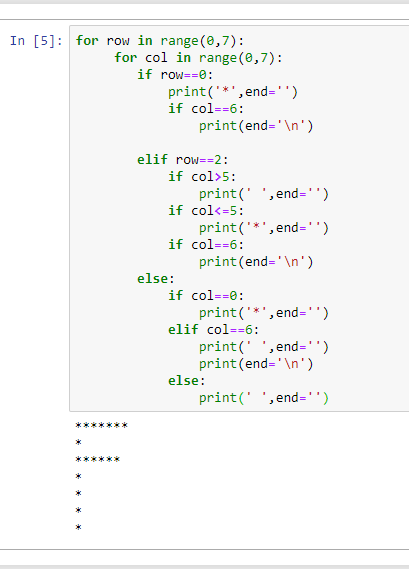 In [5]: for row in range(0,7):
     for col in range(0,7):
        if row==0:
            print('*',end='')
            if col==6:
                print(end='\n')

        elif row==2:
            if col>5:
                print(' ',end='')
            if col<=5:
                print('*',end='')
            if col==6:
                print(end='\n')
        else:
            if col==0:
                print('*',end='')
            elif col==6:
                print(' ',end='')
                print(end='\n')
            else:
                print(' ',end='')
*******
*
******
*
*
*
*